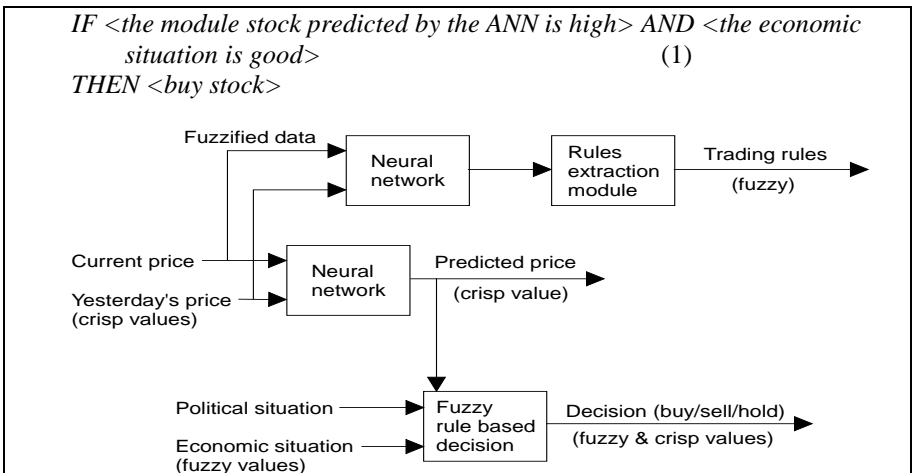 IF <the module stock predicted by the ANN is high> AND <the economic
situation is good> (1)
THEN <buy stock>
Fuzzified data
Neural
network
Rules
extraction
module
Trading rules
(fuzzy)
Current price
Yesterday's price
(crisp values)
Neural
network
Predicted price
(crisp value)
Political situation
Economic situation
(fuzzy values)
Fuzzy
rule based
decision
Decision (buy/sell/hold)
(fuzzy & crisp values)